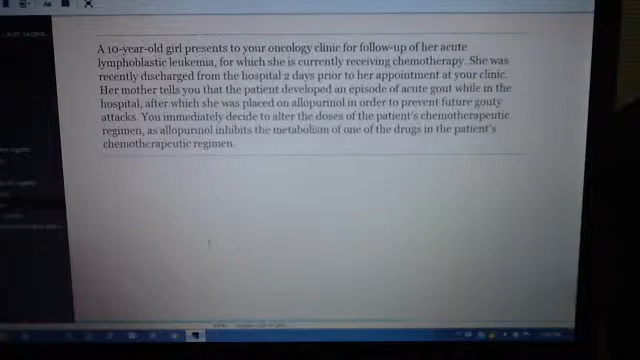 A 10-year-old girl presents to your oncology clinic for follow-up of her acute
lymphoblastic leukemia, for which she is currently receiving chemotherapy. She was
recently discharged from the hospital 2 days prior to her appointment at your clinic.
Her mother tells you that the patient developed an episode of acute gout while in the
hospital, after which she was placed on allopurinol in order to prevent future gouty
attacks. You immediately decide to alter the doses of the patient's chemotherapeutic
regimen, as allopurinol inhibits the metabolism of one of the drugs in the patient's
chemotherapeutic regimen.